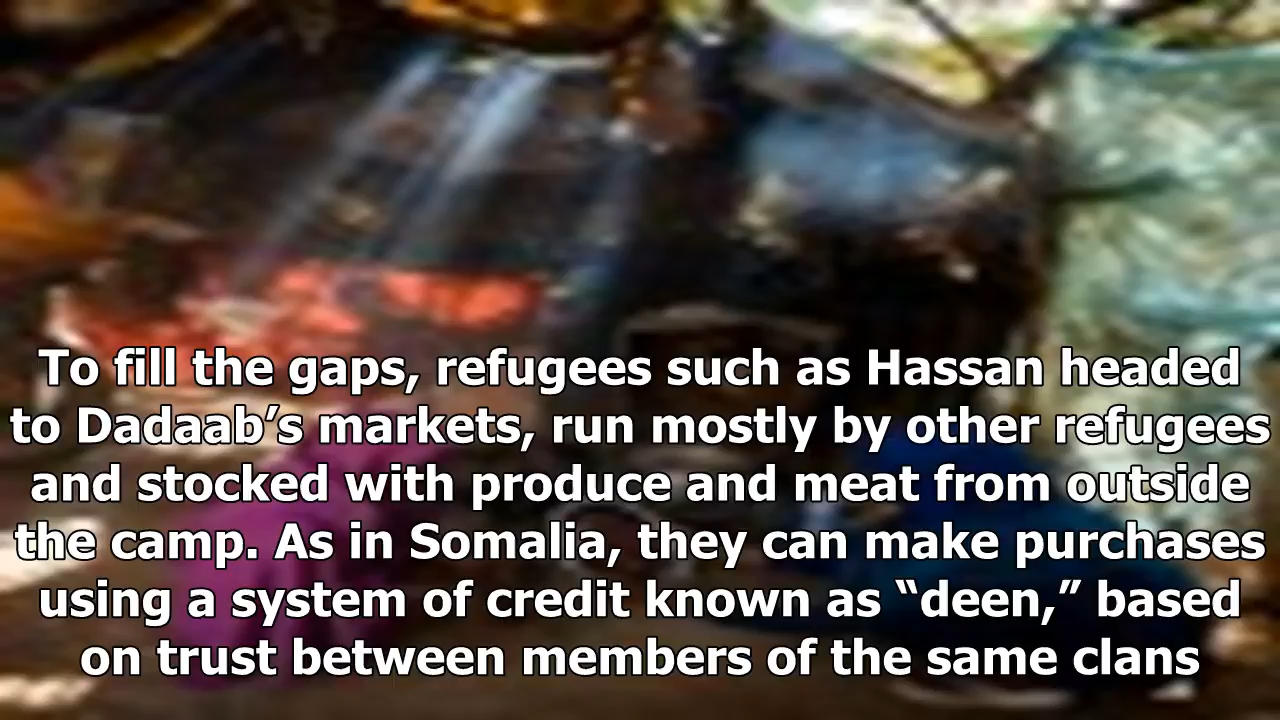 To fill the gaps, refugees such as Hassan headed
to Dadaab’s markets, run mostly by other refugees
and stocked with produce and meat from outside
the camp. As in Somalia, they can make purchases
using a system of credit known as “deen,” based
on trust between members of the same clans